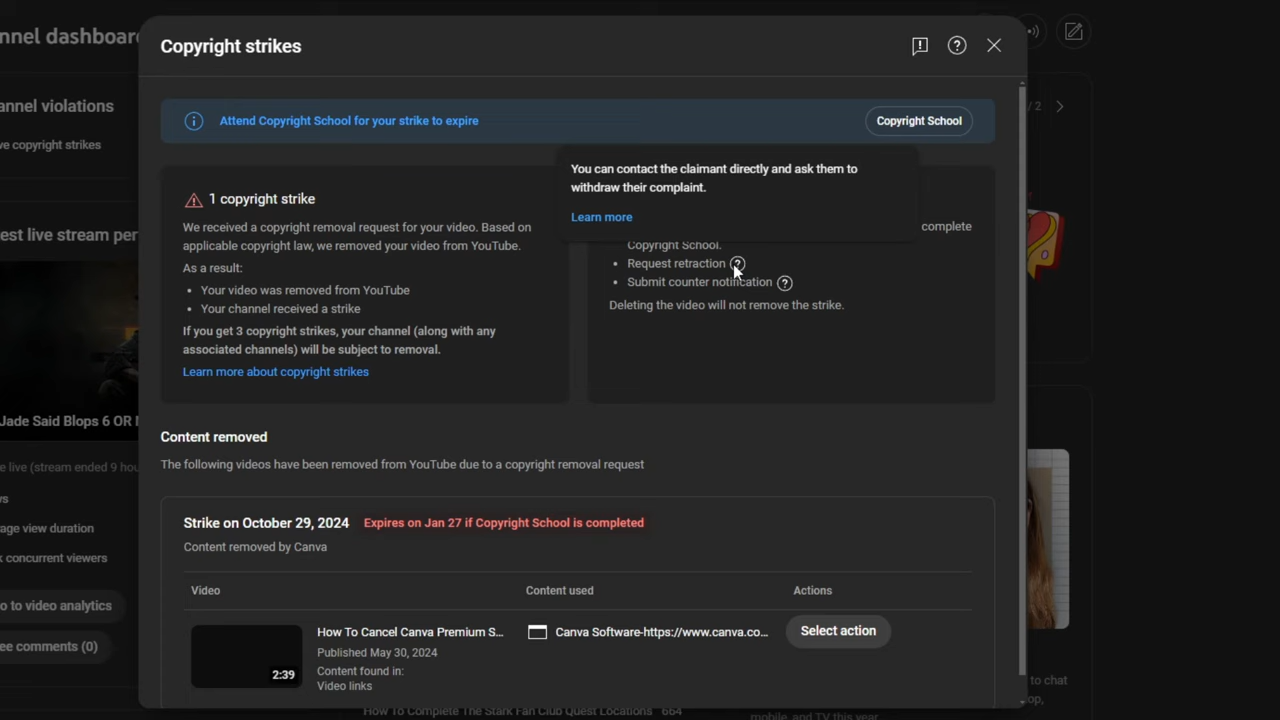 nnel dashboard
Copyright strikes
nnel violations
ve copyright strikes
/ 2
Attend Copyright School for your strike to expire
Copyright School
You can contact the claimant directly and ask them to
withdraw their complaint.
Learn more
1 copyright strike
We received a copyright removal request for your video. Based on
applicable copyright law, we removed your video from YouTube.
As a result:
• Your video was removed from YouTube
• Your channel received a strike
If you get 3 copyright strikes, your channel (along with any
associated channels) will be subject to removal.
Learn more about copyright strikes
complete
Copyright School.
• Request retraction
• Submit counter notification
Deleting the video will not remove the strike.
est live stream per
Jade Said Blops 6 OR
e live (stream ended 9 hou
vs
rage view duration
k concurrent viewers
o to video analytics
ee comments (0)
Content removed
The following videos have been removed from YouTube due to a copyright removal request
Strike on October 29, 2024 Expires on Jan 27 if Copyright School is completed
Content removed by Canva
Video Content used Actions
2:39
How To Cancel Canva Premium S...
Published May 30, 2024
Content found in:
Video links
Canva Software-https://www.canva.co...
Select action
How To Complete The Stark Fan Club Quest Locations 664
to chat
op,
mobile, and TV this year